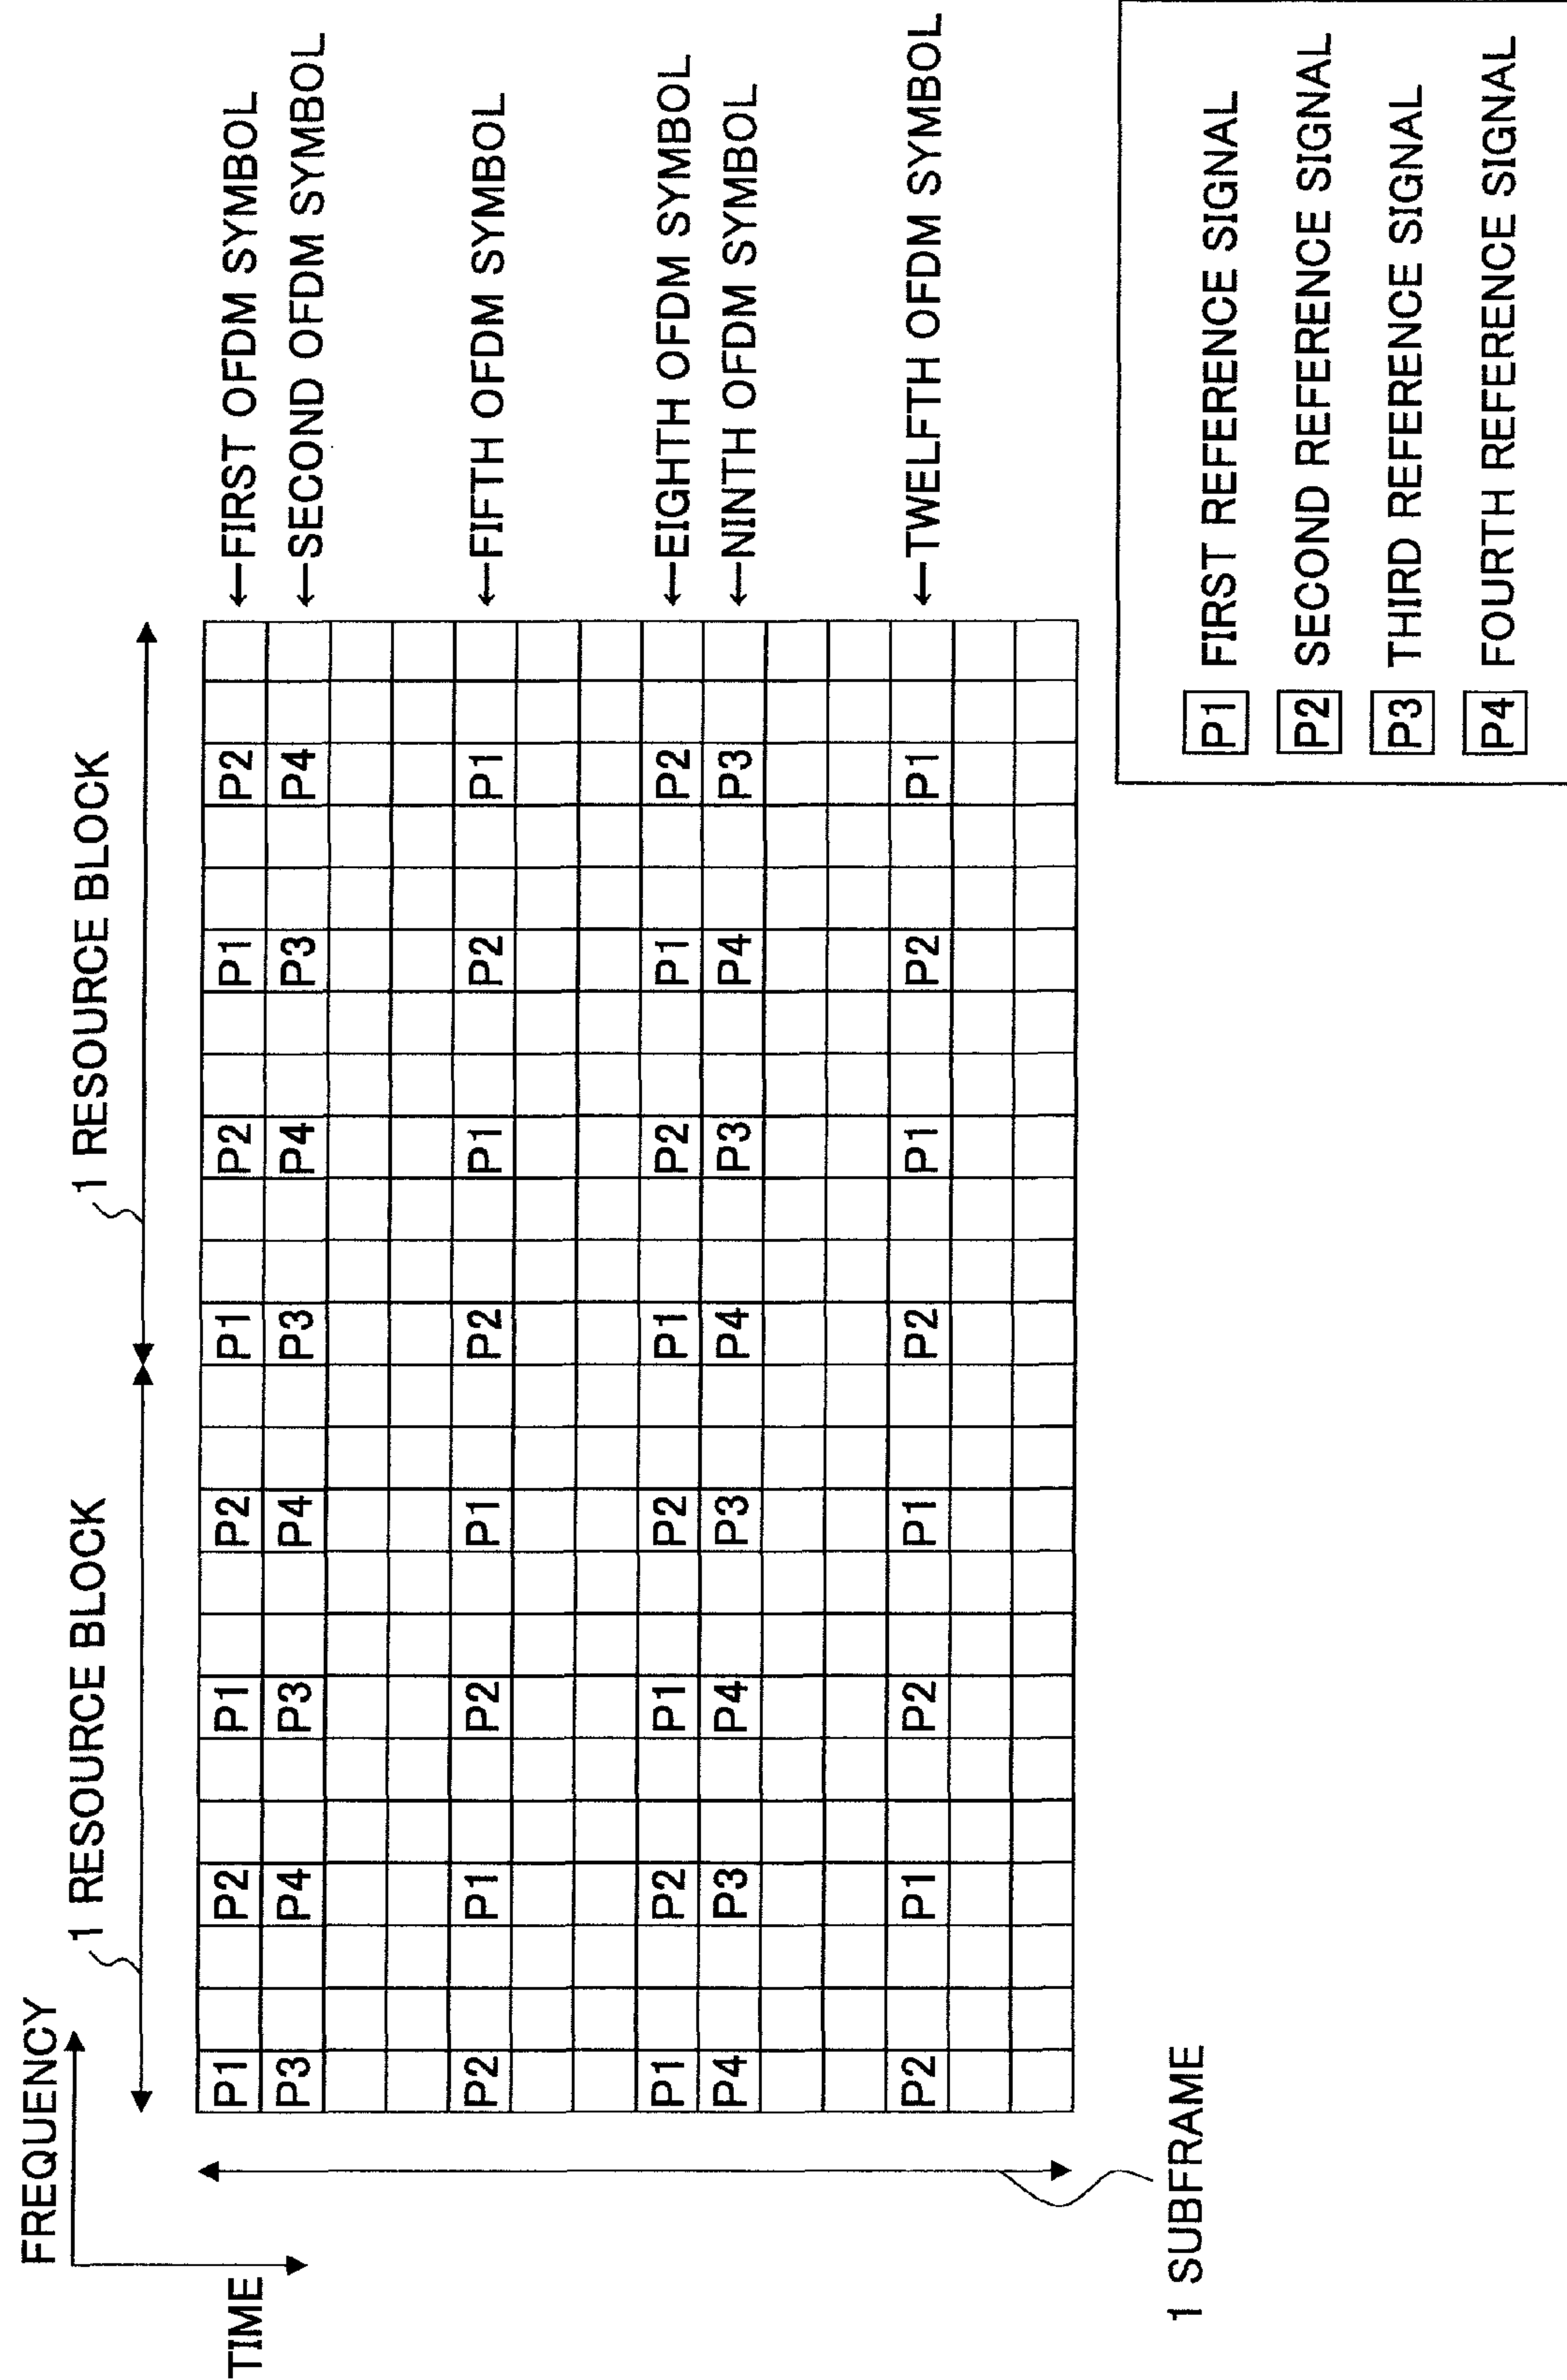 FREQUENCY
TIME
1 RESOURCE BLOCK
1 RESOURCE BLOCK
P1 P2 P1 P2 P1 P2 P1 P2 ←FIRST OFDM SYMBOL
P3 P4 P3 P4 P3 P4 P3 P4 ←SECOND OFDM SYMBOL
P2 P1 P2 P1 P2 P1 P2 P1 ←FIFTH OFDM SYMBOL
P1 P2 P1 P2 P1 P2 P1 P2 ←EIGHTH OFDM SYMBOL
P4 P3 P4 P3 P4 P3 P4 P3 ←NINTH OFDM SYMBOL
P2 P1 P2 P1 P2 P1 P2 P1 ←TWELFTH OFDM SYMBOL
1 SUBFRAME
P1 FIRST REFERENCE SIGNAL
P2 SECOND REFERENCE SIGNAL
P3 THIRD REFERENCE SIGNAL
P4 FOURTH REFERENCE SIGNAL